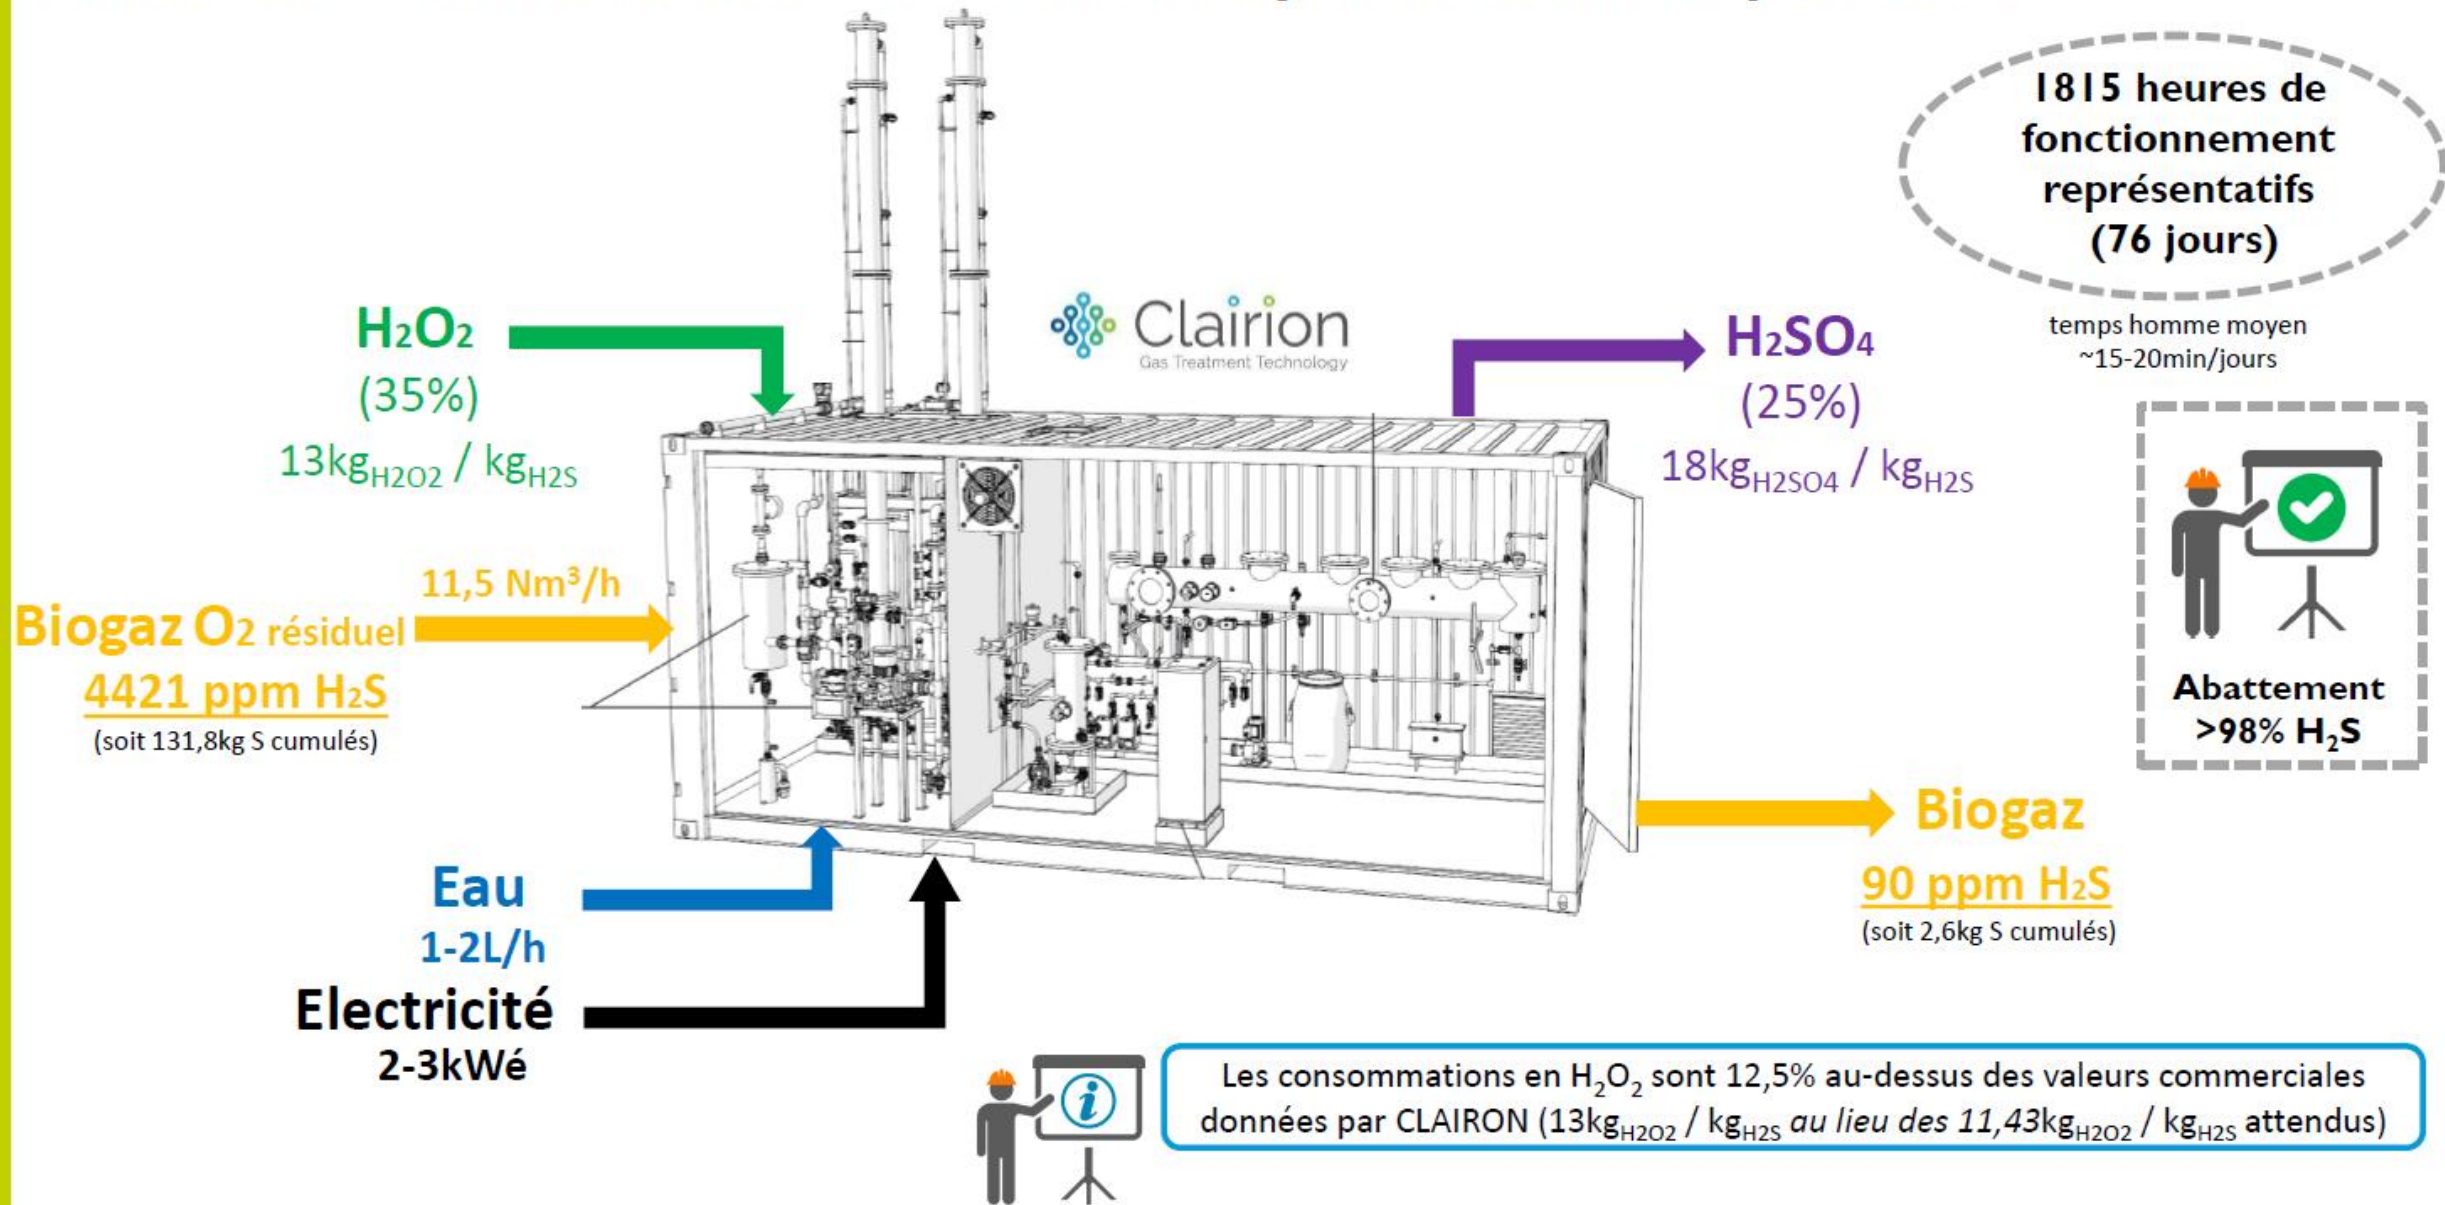 1815 heures de
fonctionnement
représentatifs
(76 jours)
temps homme moyen
~15-20min/jours
H2O2
(35%)
13kgH2O2 / kgH2S
Clairion
Gas Treatment Technology
H2SO4
(25%)
18kgH2SO4 / kgH2S
11,5 Nm³/h
Biogaz O2 résiduel
4421 ppm H2S
(soit 131,8kg S cumulés)
Abattement
>98% H2S
Biogaz
90 ppm H2S
(soit 2,6kg S cumulés)
Eau
1-2L/h
Electricité
2-3kWé
Les consommations en H2O2 sont 12,5% au-dessus des valeurs commerciales
données par CLAIRON (13kgH2O2 / kgH2S au lieu des 11,43kgH2O2 / kgH2S attendus)